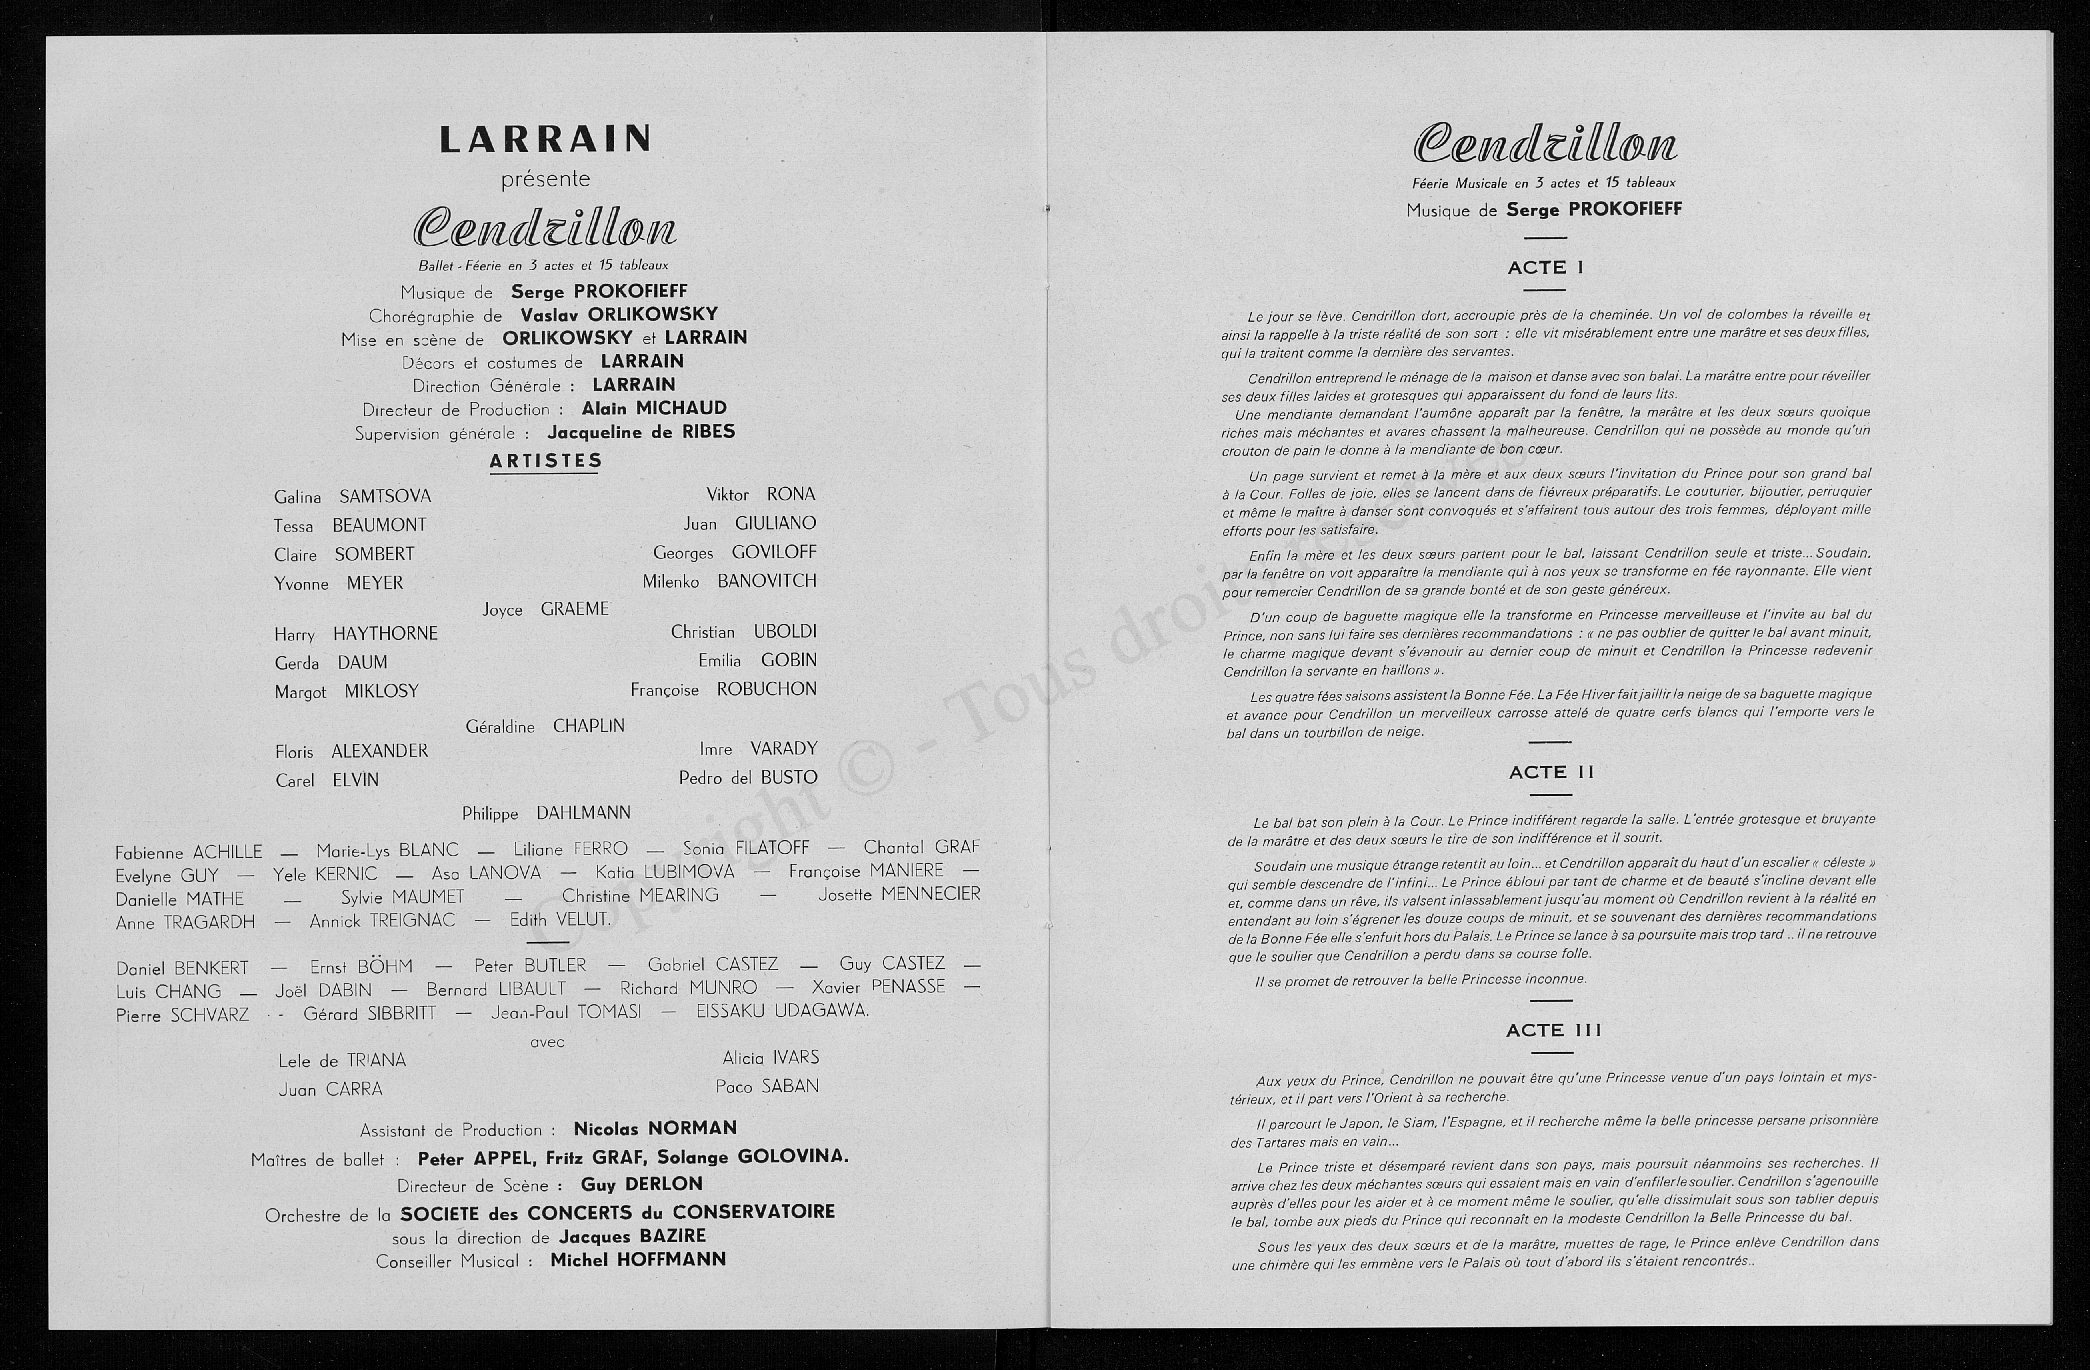 LARRAIN
présente
Cendrillon
Ballet - Féerie en 3 actes et 15 tableaux
Musique de Serge PROKOFIEFF
Chorégraphie de Vaslav ORLIKOWSKY
Mise en scène de ORLIKOWSKY et LARRAIN
Décors et costumes de LARRAIN
Direction Générale : LARRAIN
Directeur de Production : Alain MICHAUD
Supervision générale : Jacqueline de RIBES
ARTISTES
Galina SAMTSOVA Viktor RONA
Tessa BEAUMONT Juan GIULIANO
Claire SOMBERT Georges GOVILOFF
Yvonne MEYER Milenko BANOVITCH
Joyce GRAEME
Harry HAYTHORNE Christian UBOLDI
Gerda DAUM Emilia GOBIN
Margot MIKLOSY Françoise ROBUCHON
Géraldine CHAPLIN
Floris ALEXANDER Imre VARADY
Carel ELVIN Pedro del BUSTO
Philippe DAHLMANN
Fabienne ACHILLE — Marie-Lys BLANC — Liliane FERRO — Sonia FILATOFF — Chantal GRAF
Evelyne GUY — Yele KERNIC — Asa LANOVA — Katia LUBIMOVA — Françoise MANIERE —
Danielle MATHE — Sylvie MAUMET — Christine MEARING — Josette MENNECIER
Anne TRAGARDH — Annick TREIGNAC — Edith VELUT.
Daniel BENKERT — Ernst BÖHM — Peter BUTLER — Gabriel CASTEZ — Guy CASTEZ —
Luis CHANG — Joël DABIN — Bernard LIBAULT — Richard MUNRO — Xavier PENASSE —
Pierre SCHVARZ -- Gérard SIBBRITT — Jean-Paul TOMASI — EISSAKU UDAGAWA.
avec
Lele de TRIANA Alicia IVARS
Juan CARRA Paco SABAN
Assistant de Production : Nicolas NORMAN
Maîtres de ballet : Peter APPEL, Fritz GRAF, Solange GOLOVINA.
Directeur de Scène : Guy DERLON
Orchestre de la SOCIETE des CONCERTS du CONSERVATOIRE
sous la direction de Jacques BAZIRE
Conseiller Musical : Michel HOFFMANN
Cendrillon
Féerie Musicale en 3 actes et 15 tableaux
Musique de Serge PROKOFIEFF
ACTE I
Le jour se lève. Cendrillon dort, accroupie près de la cheminée. Un vol de colombes la réveille et
ainsi la rappelle à la triste réalité de son sort : elle vit misérablement entre une marâtre et ses deux filles,
qui la traitent comme la dernière des servantes.
Cendrillon entreprend le ménage de la maison et danse avec son balai. La marâtre entre pour réveiller
ses deux filles laides et grotesques qui apparaissent du fond de leurs lits.
Une mendiante demandant l'aumône apparaît par la fenêtre, la marâtre et les deux sœurs quoique
riches mais méchantes et avares chassent la malheureuse. Cendrillon qui ne possède au monde qu'un
crouton de pain le donne à la mendiante de bon cœur.
Un page survient et remet à la mère et aux deux sœurs l'invitation du Prince pour son grand bal
à la Cour. Folles de joie, elles se lancent dans de fiévreux préparatifs. Le couturier, bijoutier, perruquier
et même le maître à danser sont convoqués et s'affairent tous autour des trois femmes, déployant mille
efforts pour les satisfaire.
Enfin la mère et les deux sœurs partent pour le bal, laissant Cendrillon seule et triste... Soudain,
par la fenêtre on voit apparaître la mendiante qui à nos yeux se transforme en fée rayonnante. Elle vient
pour remercier Cendrillon de sa grande bonté et de son geste généreux.
D'un coup de baguette magique elle la transforme en Princesse merveilleuse et l'invite au bal du
Prince, non sans lui faire ses dernières recommandations : « ne pas oublier de quitter le bal avant minuit,
le charme magique devant s'évanouir au dernier coup de minuit et Cendrillon la Princesse redevenir
Cendrillon la servante en haillons ».
Les quatre fées saisons assistent la Bonne Fée. La Fée Hiver fait jaillir la neige de sa baguette magique
et avance pour Cendrillon un merveilleux carrosse attelé de quatre cerfs blancs qui l'emporte vers le
bal dans un tourbillon de neige.
ACTE II
Le bal bat son plein à la Cour. Le Prince indifférent regarde la salle. L'entrée grotesque et bruyante
de la marâtre et des deux sœurs le tire de son indifférence et il sourit.
Soudain une musique étrange retentit au loin... et Cendrillon apparaît du haut d'un escalier « céleste »
qui semble descendre de l'infini... Le Prince ébloui par tant de charme et de beauté s'incline devant elle
et, comme dans un rêve, ils valsent inlassablement jusqu'au moment où Cendrillon revient à la réalité en
entendant au loin s'égrener les douze coups de minuit, et se souvenant des dernières recommandations
de la Bonne Fée elle s'enfuit hors du Palais. Le Prince se lance à sa poursuite mais trop tard .. il ne retrouve
que le soulier que Cendrillon a perdu dans sa course folle.
Il se promet de retrouver la belle Princesse inconnue.
ACTE III
Aux yeux du Prince, Cendrillon ne pouvait être qu'une Princesse venue d'un pays lointain et mys-
térieux, et il part vers l'Orient à sa recherche.
Il parcourt le Japon, le Siam, l'Espagne, et il recherche même la belle princesse persane prisonnière
des Tartares mais en vain...
Le Prince triste et désemparé revient dans son pays, mais poursuit néanmoins ses recherches. Il
arrive chez les deux méchantes sœurs qui essaient mais en vain d'enfiler le soulier. Cendrillon s'agenouille
auprès d'elles pour les aider et à ce moment même le soulier, qu'elle dissimulait sous son tablier depuis
le bal, tombe aux pieds du Prince qui reconnaît en la modeste Cendrillon la Belle Princesse du bal.
Sous les yeux des deux sœurs et de la marâtre, muettes de rage, le Prince enlève Cendrillon dans
une chimère qui les emmène vers le Palais où tout d'abord ils s'étaient rencontrés..
Copyright © - Tous droits réservés